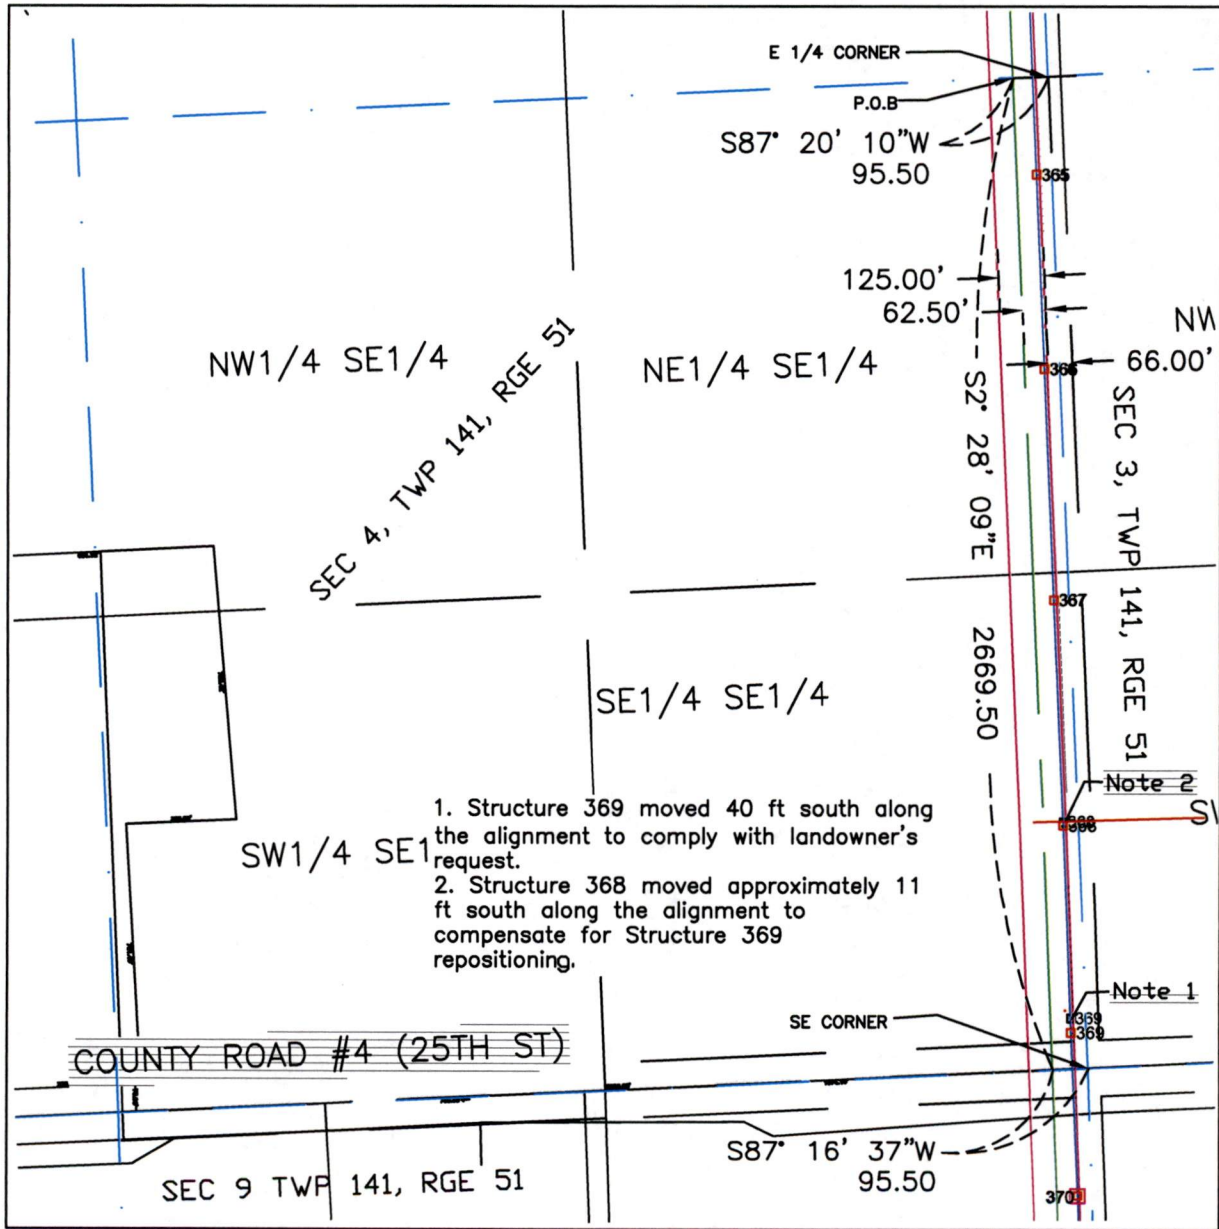 E 1/4 CORNER
P.O.B
S87° 20' 10"W
95.50
365
125.00'
62.50'
NW
66.00'
366
NW1/4 SE1/4
NE1/4 SE1/4
SEC 4, TWP 141, RGE 51
S2° 28' 09"E 2669.50
SEC 3, TWP 141, RGE 51
367
SE1/4 SE1/4
Note 2
SW1/4 SE1
1. Structure 369 moved 40 ft south along
the alignment to comply with landowner's
request.
2. Structure 368 moved approximately 11
ft south along the alignment to
compensate for Structure 369
repositioning.
Note 1
369
369
SE CORNER
COUNTY ROAD #4 (25TH ST)
S87° 16' 37"W
95.50
SEC 9 TWP 141, RGE 51
370